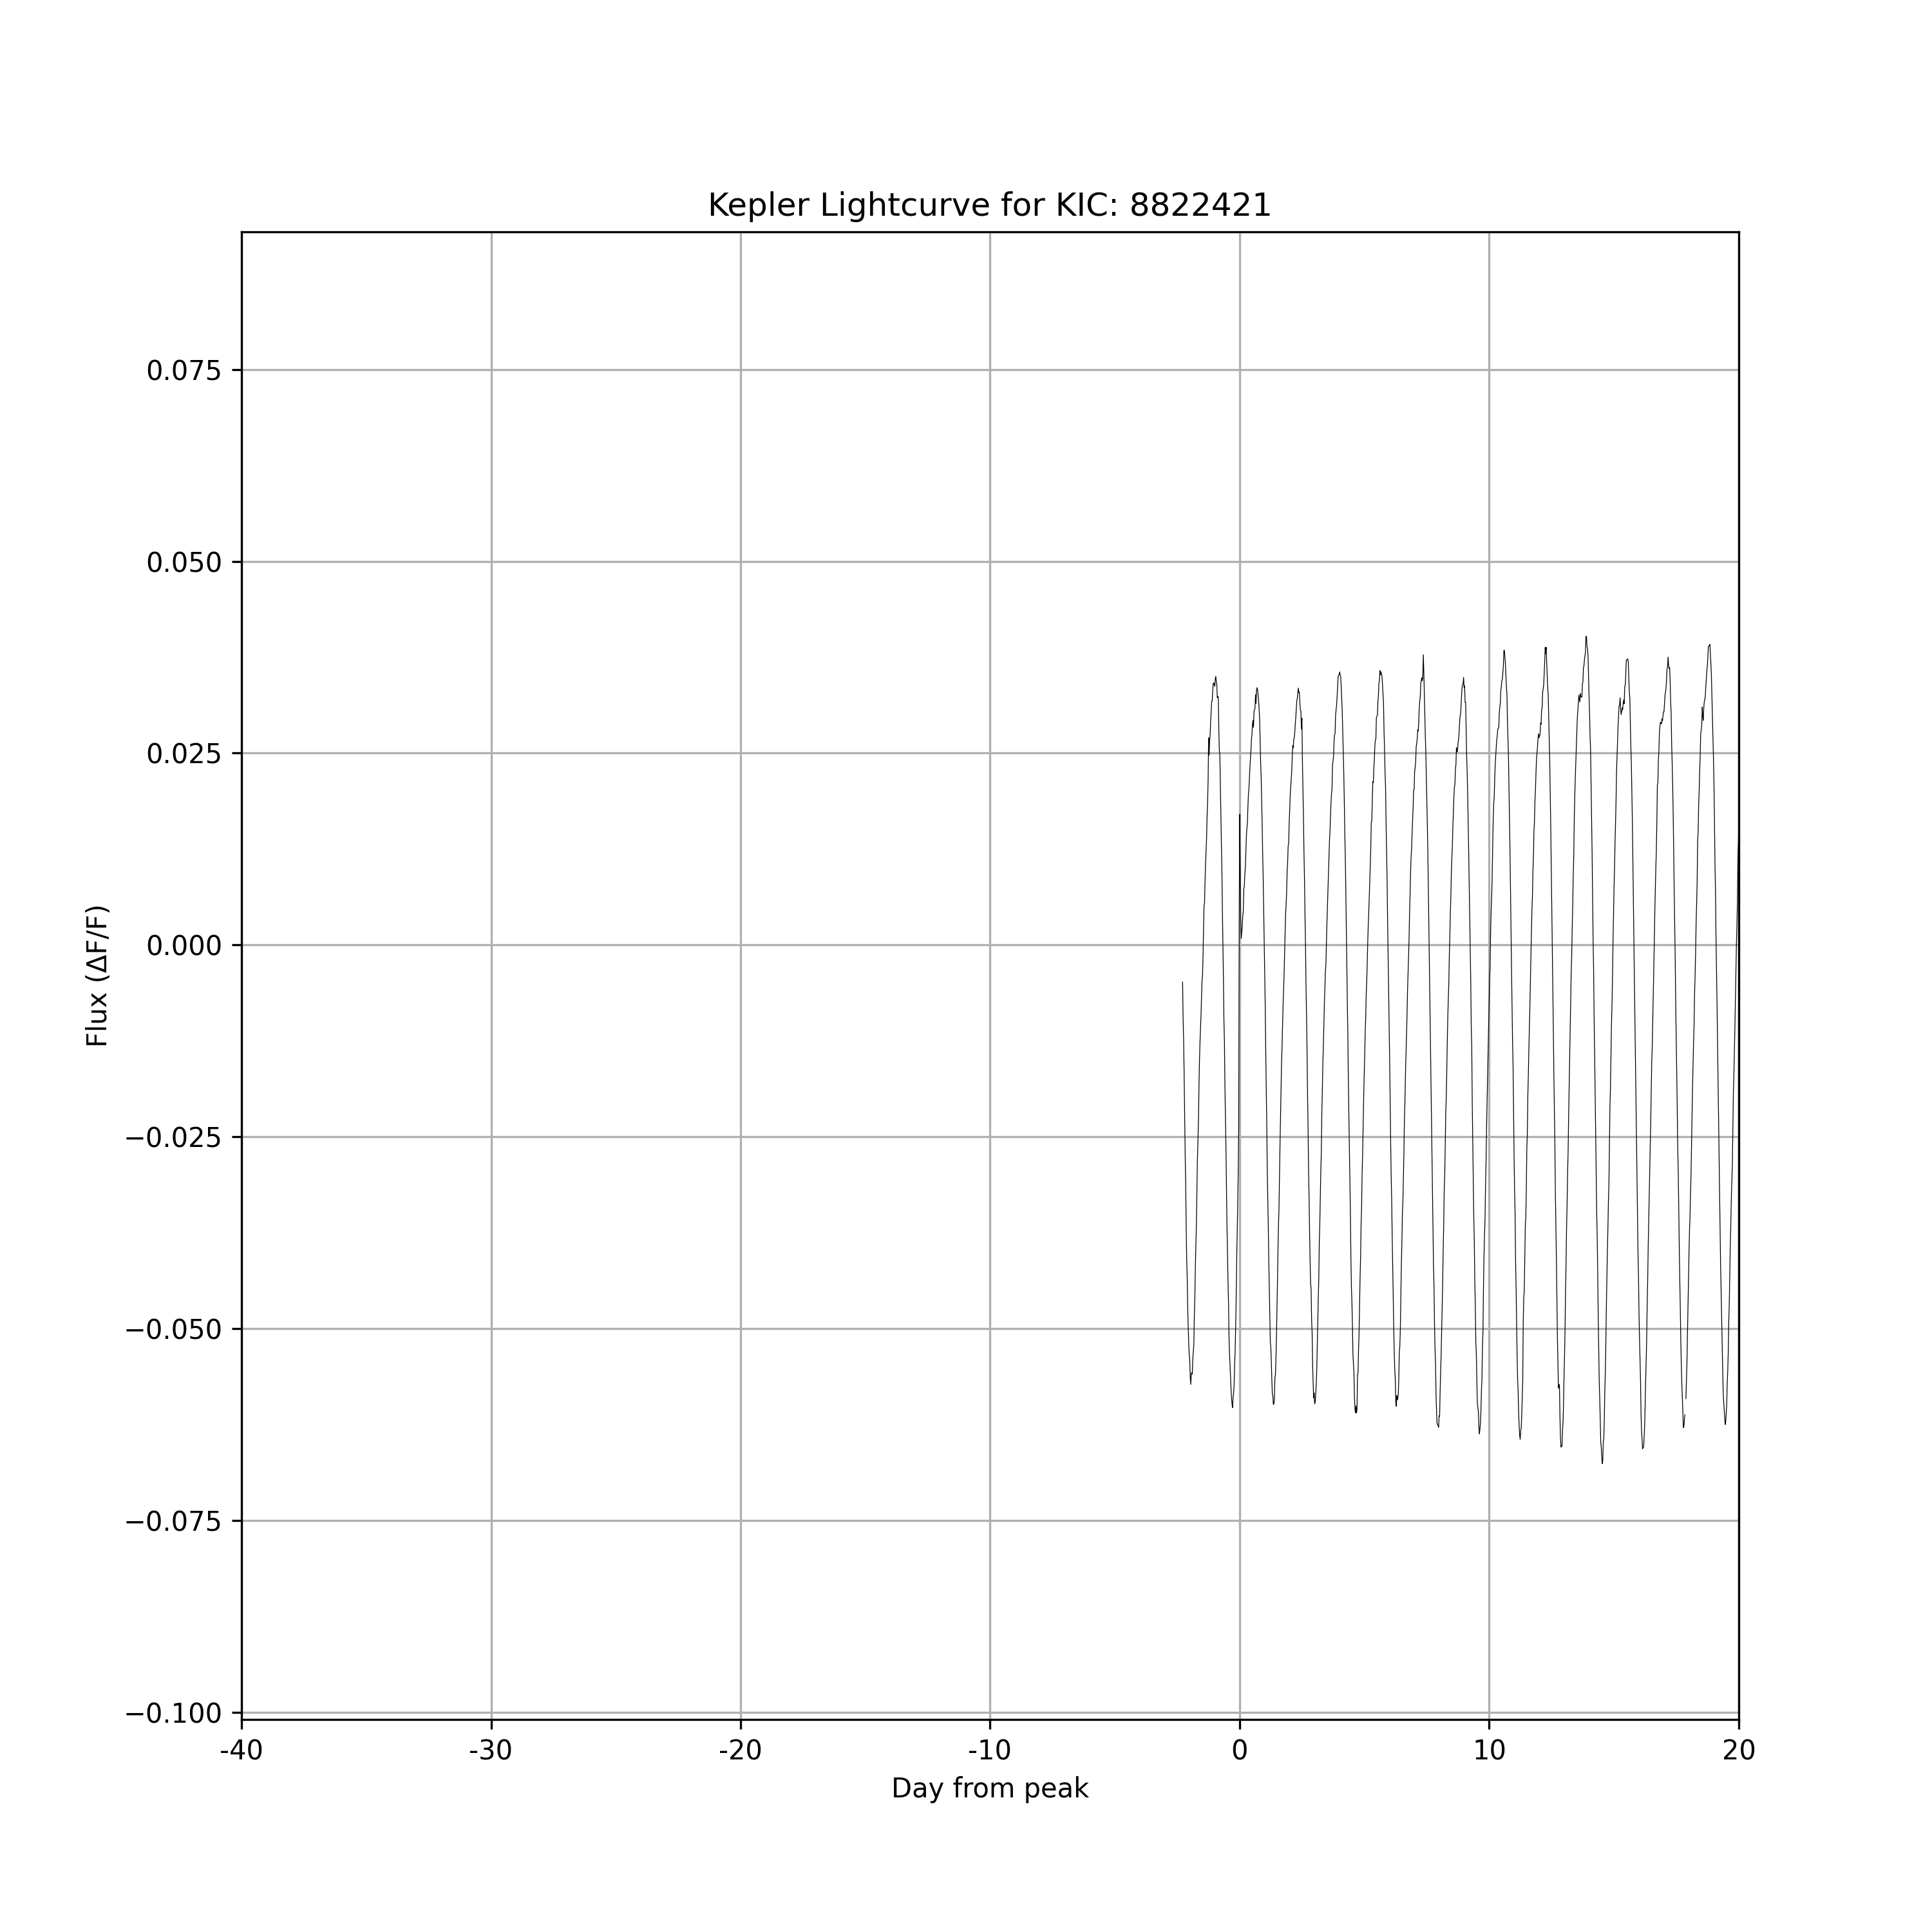 Kepler Lightcurve for KIC: 8822421
Flux (ΔF/F)
0.075
0.050
0.025
0.000
−0.025
−0.050
−0.075
−0.100
-40 -30 -20 -10 0 10 20
Day from peak